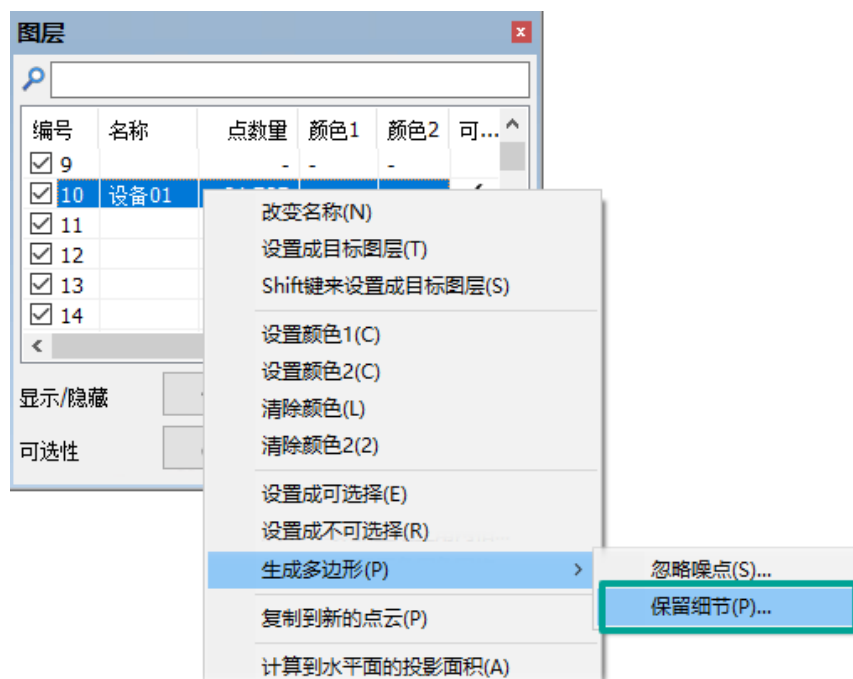 图层
编号 名称 点数量 颜色1 颜色2 可...
9 - - -
10 设备01
11
12
13
14
显示/隐藏
可选性
改变名称(N)
设置成目标图层(T)
Shift键来设置成目标图层(S)
设置颜色1(C)
设置颜色2(C)
清除颜色(L)
清除颜色2(2)
设置成可选择(E)
设置成不可选择(R)
生成多边形(P)
忽略噪点(S)...
保留细节(P)...
复制到新的点云(P)
计算到水平面的投影面积(A)